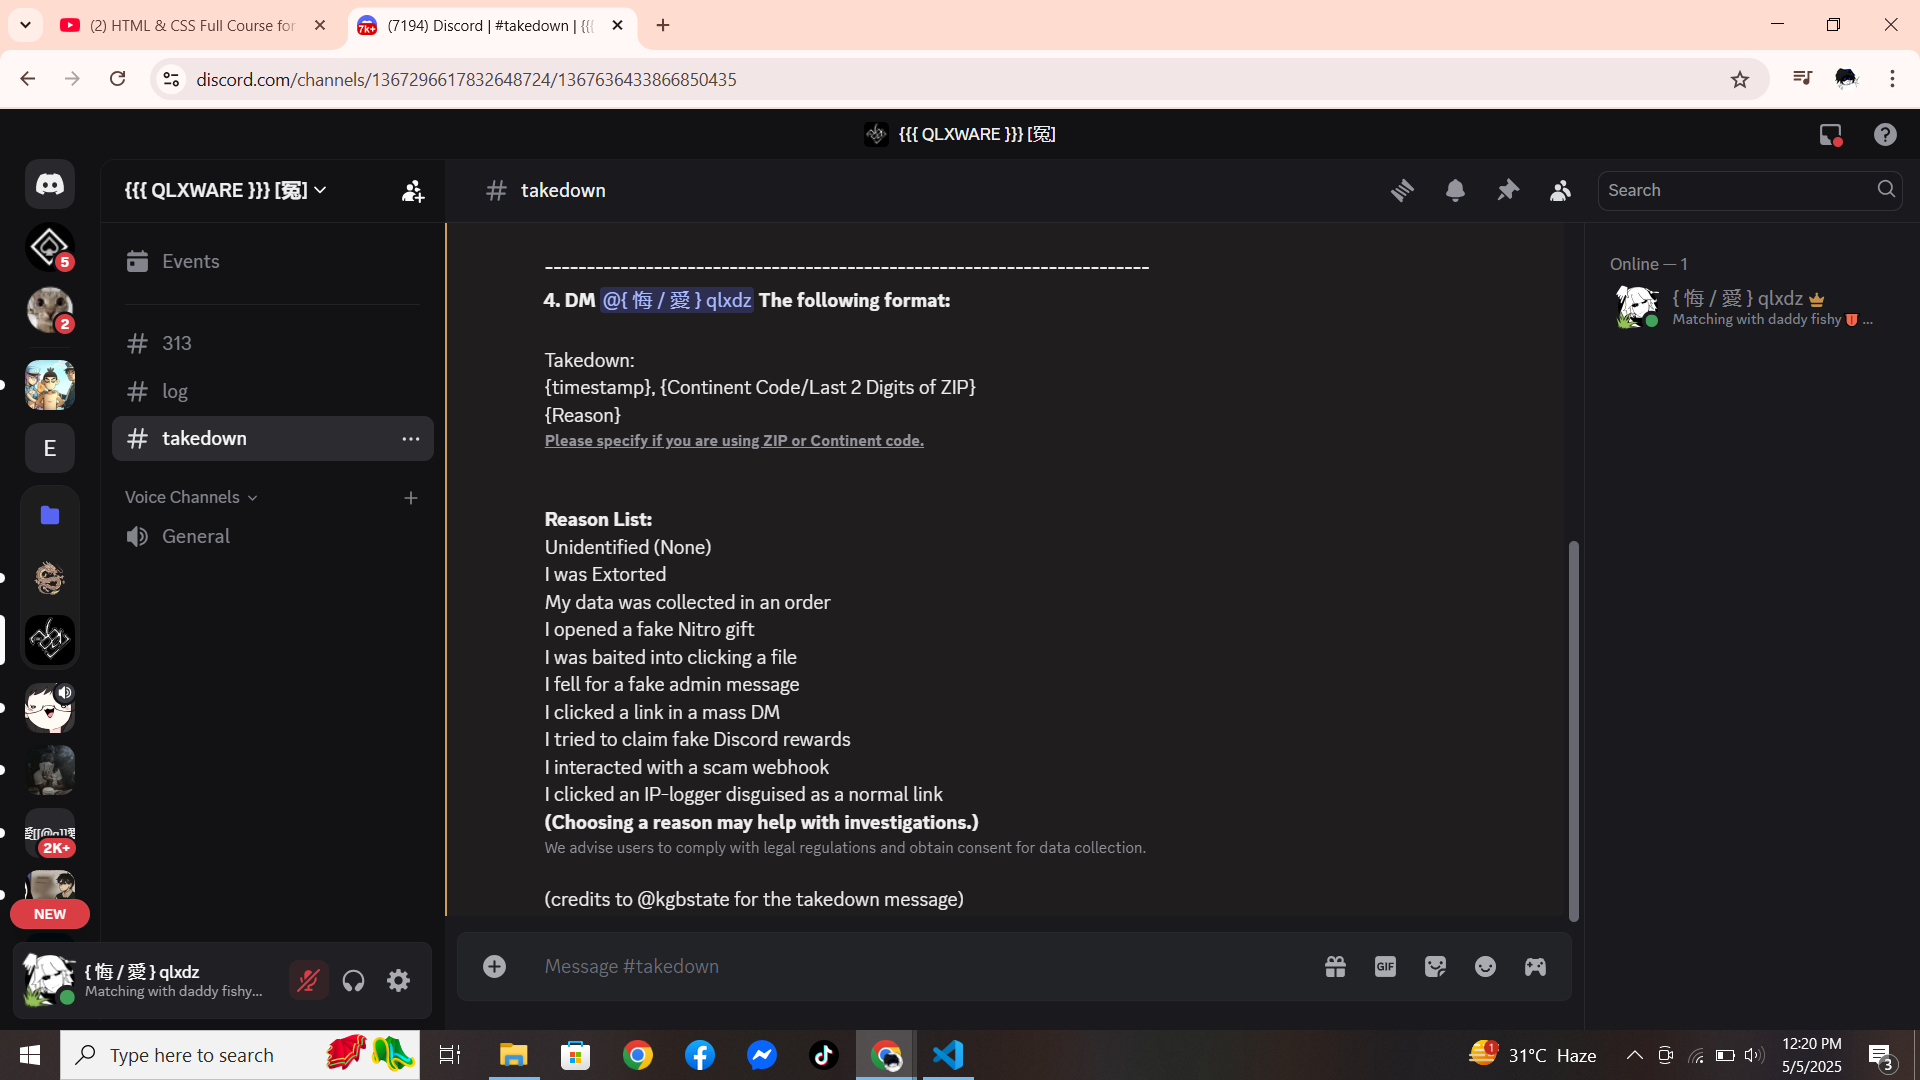 (2) HTML & CSS Full Course for
(7194) Discord | #takedown | {{{
7k+
discord.com/channels/1367296617832648724/1367636433866850435
{{{ QLXWARE }}} [冤]
{{{ QLXWARE }}} [冤]
takedown
Search
5
2
E
2K+
NEW
Events
313
log
takedown
Voice Channels
General
4. DM @{ 悔 / 愛 } qlxdz The following format:
Takedown:
{timestamp}, {Continent Code/Last 2 Digits of ZIP}
{Reason}
Please specify if you are using ZIP or Continent code.
Reason List:
Unidentified (None)
I was Extorted
My data was collected in an order
I opened a fake Nitro gift
I was baited into clicking a file
I fell for a fake admin message
I clicked a link in a mass DM
I tried to claim fake Discord rewards
I interacted with a scam webhook
I clicked an IP-logger disguised as a normal link
(Choosing a reason may help with investigations.)
We advise users to comply with legal regulations and obtain consent for data collection.
(credits to @kgbstate for the takedown message)
Message #takedown
GIF
Online — 1
{ 悔 / 愛 } qlxdz
Matching with daddy fishy ...
{ 悔 / 愛 } qlxdz
Matching with daddy fishy...
Type here to search
1
31°C Haze
12:20 PM
5/5/2025
3